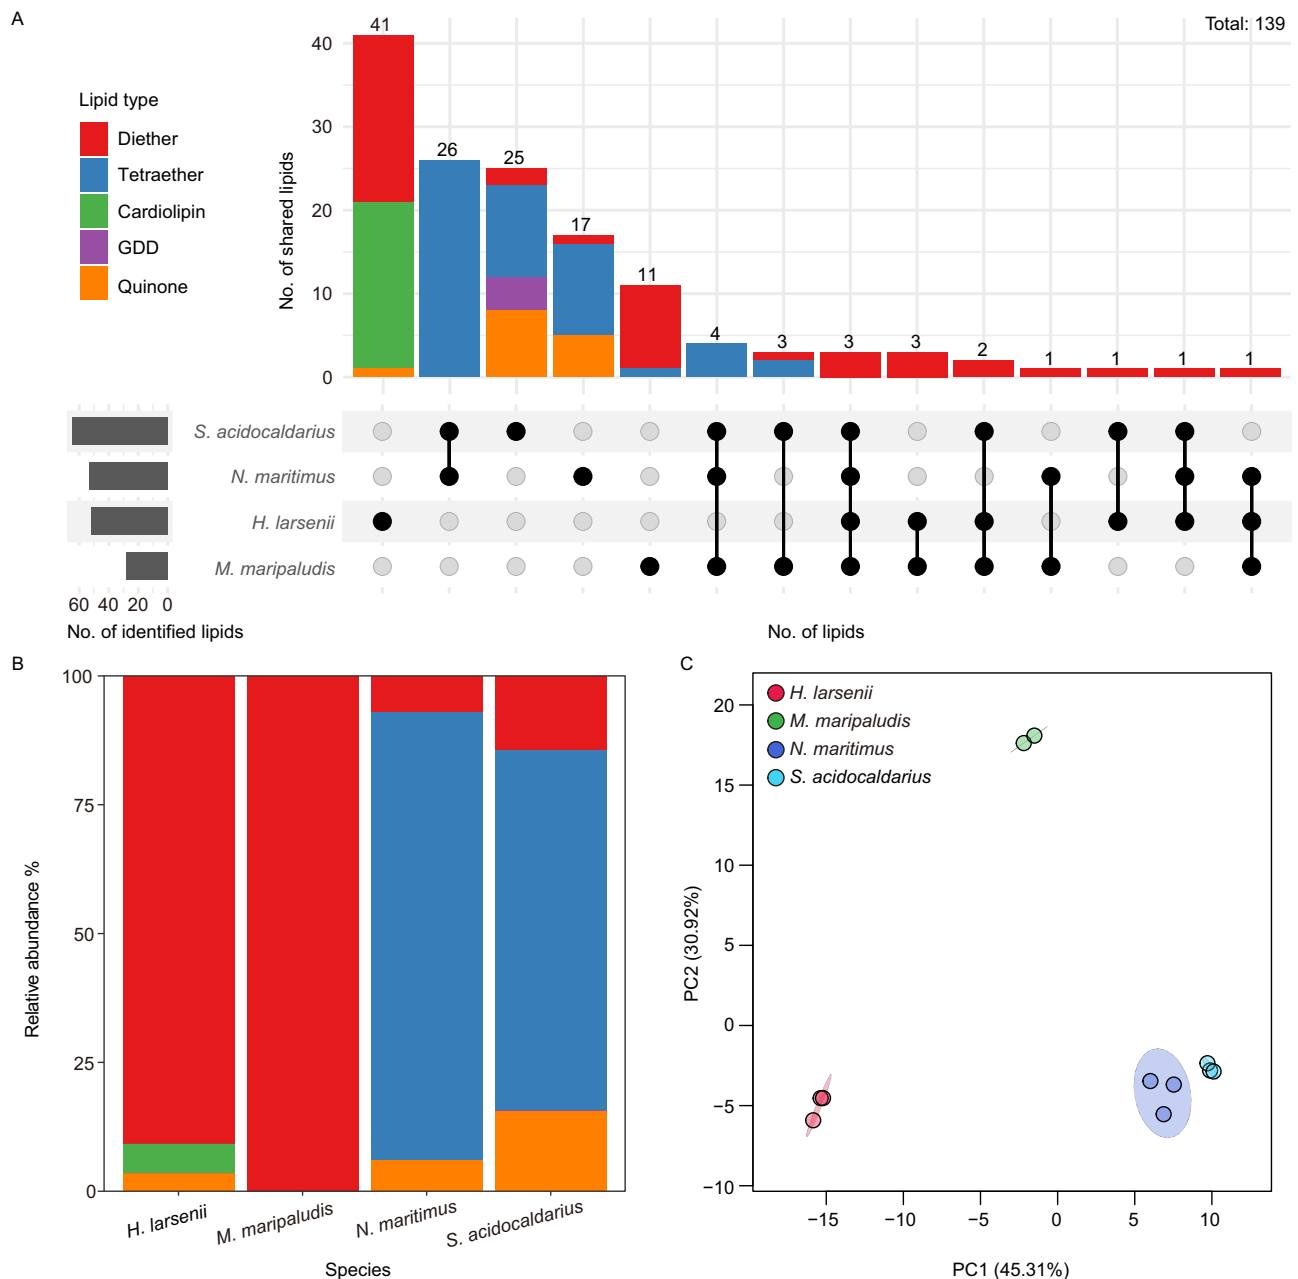 A
Total: 139
Lipid type
Diether
Tetraether
Cardiolipin
GDD
Quinone
No. of shared lipids
40
30
20
10
0
41
26
25
17
11
4
3
3
3
2
1
1
1
1
S. acidocaldarius
N. maritimus
H. larsenii
M. maripaludis
60 40 20 0
No. of identified lipids
No. of lipids
B
Relative abundance %
100
75
50
25
0
H. larsenii
M. maripaludis
N. maritimus
S. acidocaldarius
Species
C
H. larsenii
M. maripaludis
N. maritimus
S. acidocaldarius
PC2 (30.92%)
20
15
10
5
0
−5
−10
−15 −10 −5 0 5 10
PC1 (45.31%)